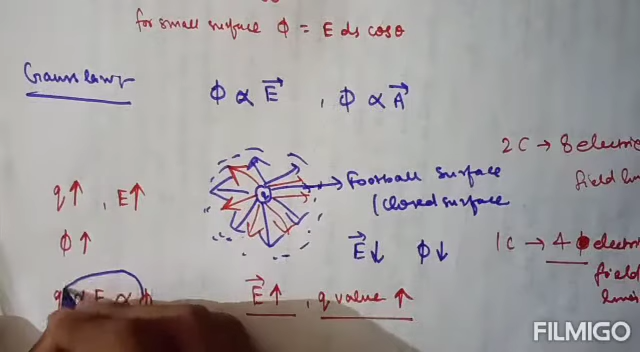 for small surface ϕ = E ds cosθ
Gauss law
ϕ ∝ E⃗ , ϕ ∝ A⃗
2C → 8 electric
field lin
q↑ , E↑
Football surface
(closed surface
q
ϕ↑
E⃗↓ ϕ↓
1C → 4 electri
field
lines
E⃗↑ , q value ↑
FILMIGO